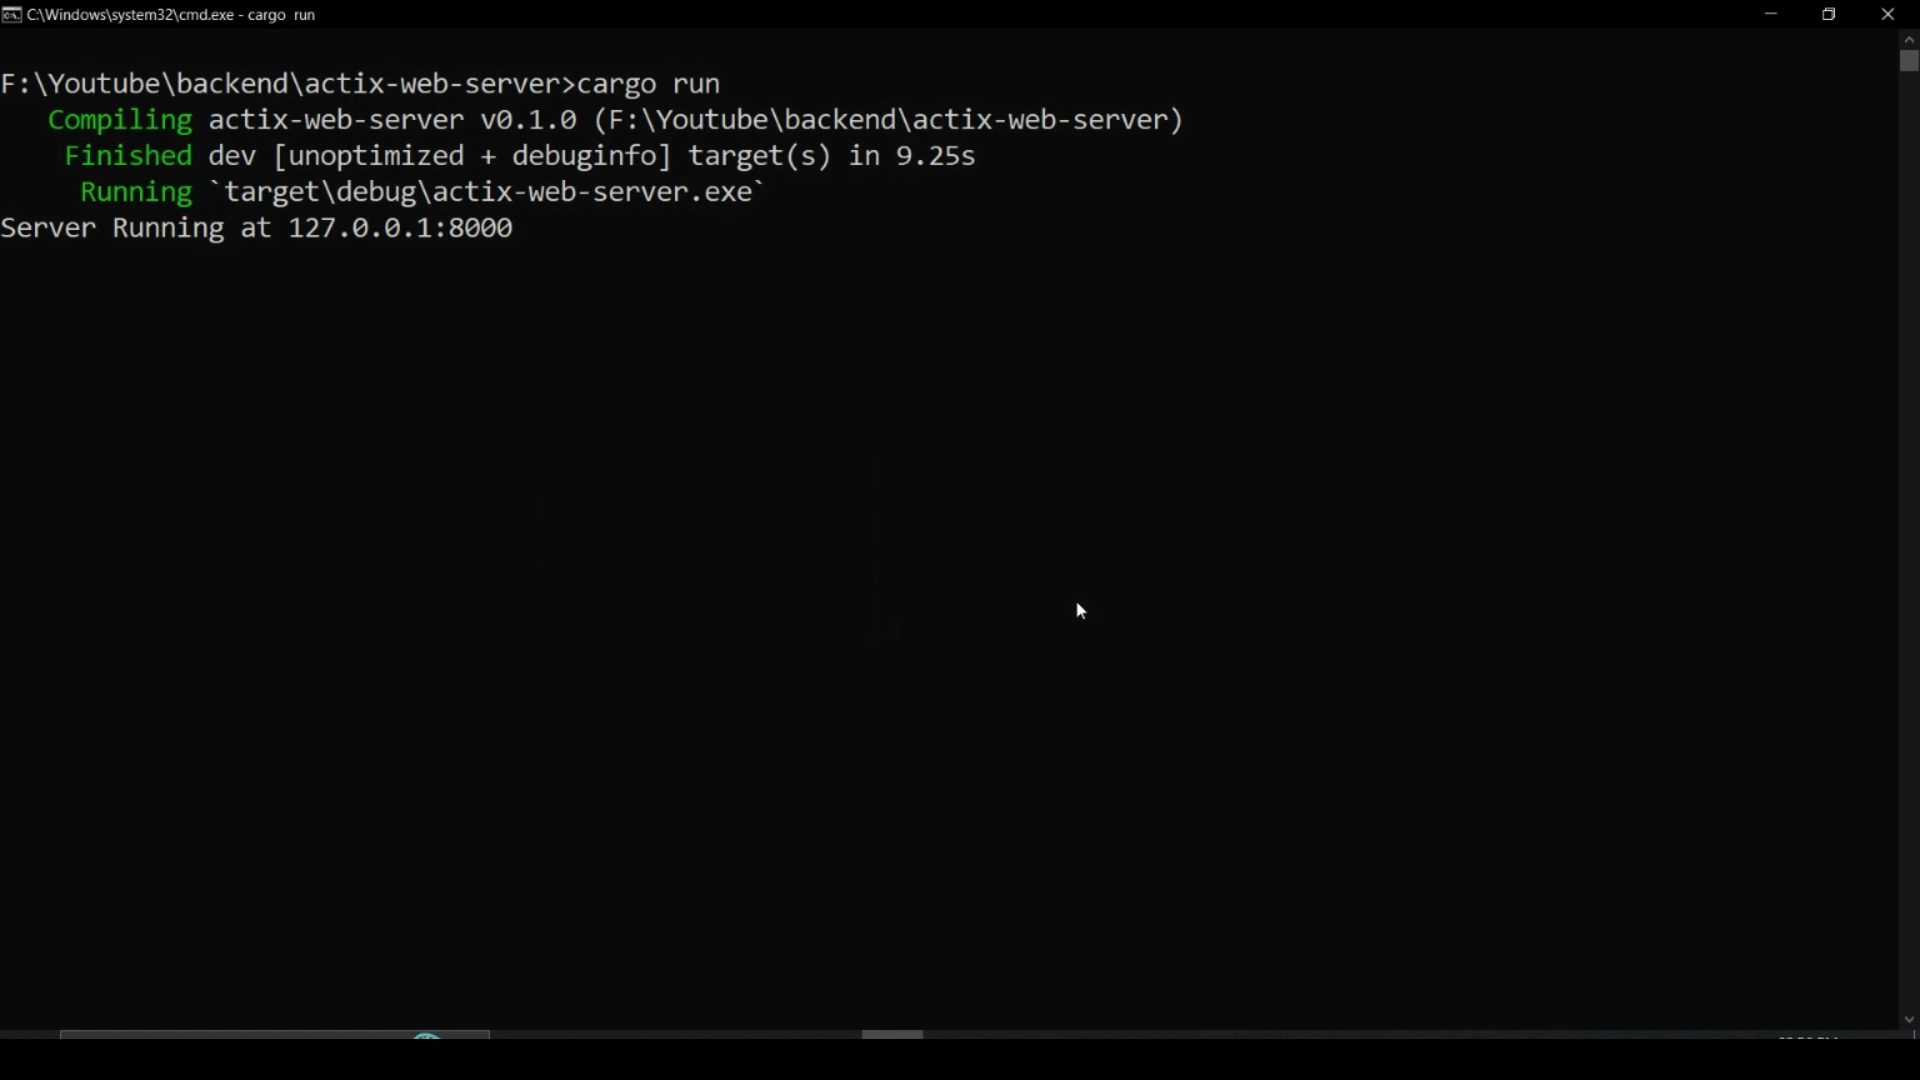 C:\Windows\system32\cmd.exe - cargo  run
F:\Youtube\backend\actix-web-server>cargo run
   Compiling actix-web-server v0.1.0 (F:\Youtube\backend\actix-web-server)
    Finished dev [unoptimized + debuginfo] target(s) in 9.25s
     Running `target\debug\actix-web-server.exe`
Server Running at 127.0.0.1:8000